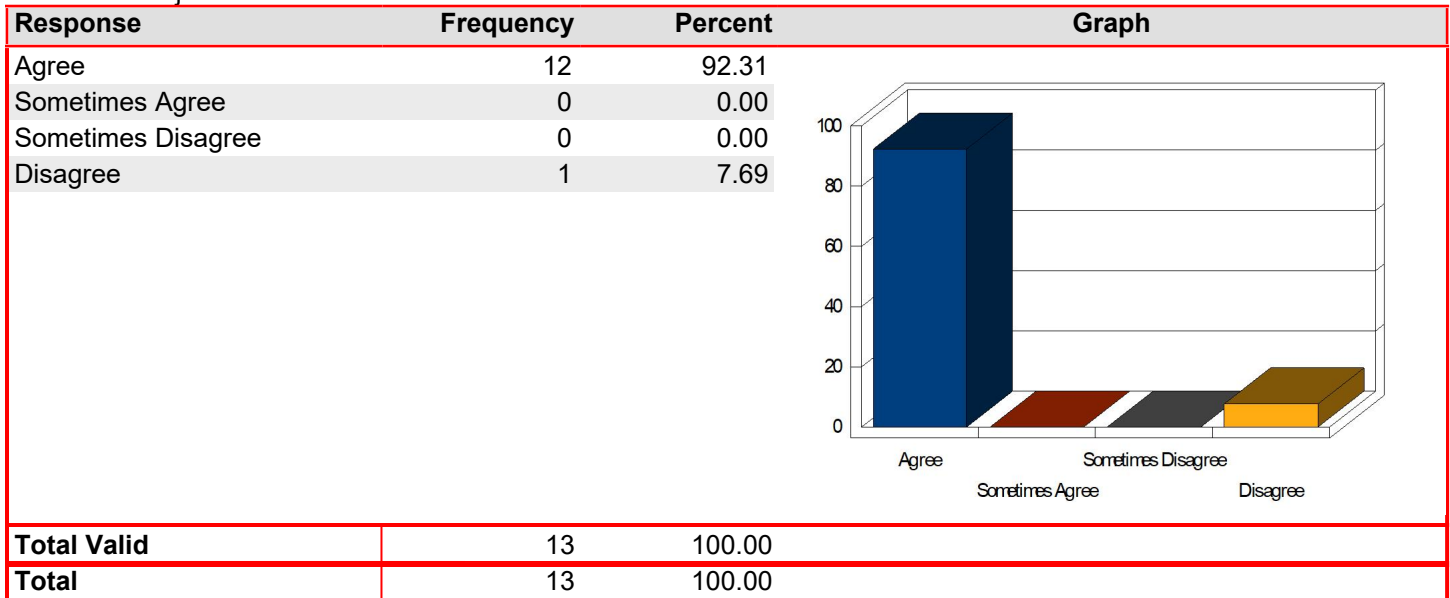 Response Frequency Percent Graph
Agree 12 92.31
Sometimes Agree 0 0.00
Sometimes Disagree 0 0.00
Disagree 1 7.69
100
80
60
40
20
0
Agree Sometimes Disagree
Sometimes Agree Disagree
Total Valid 13 100.00
Total 13 100.00